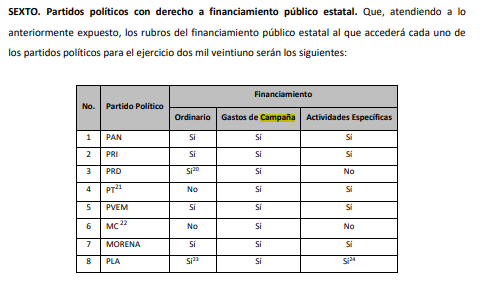 SEXTO. Partidos políticos con derecho a financiamiento público estatal. Que, atendiendo a lo
anteriormente expuesto, los rubros del financiamiento público estatal al que accederá cada uno de
los partidos políticos para el ejercicio dos mil veintiuno serán los siguientes:
No. Partido Político Financiamiento
Ordinario Gastos de Campaña Actividades Específicas
1 PAN Sí Sí Sí
2 PRI Sí Sí Sí
3 PRD Sí20 Sí No
4 PT21 No Sí Sí
5 PVEM Sí Sí Sí
6 MC 22 No Sí No
7 MORENA Sí Sí Sí
8 PLA Sí23 Sí Sí24